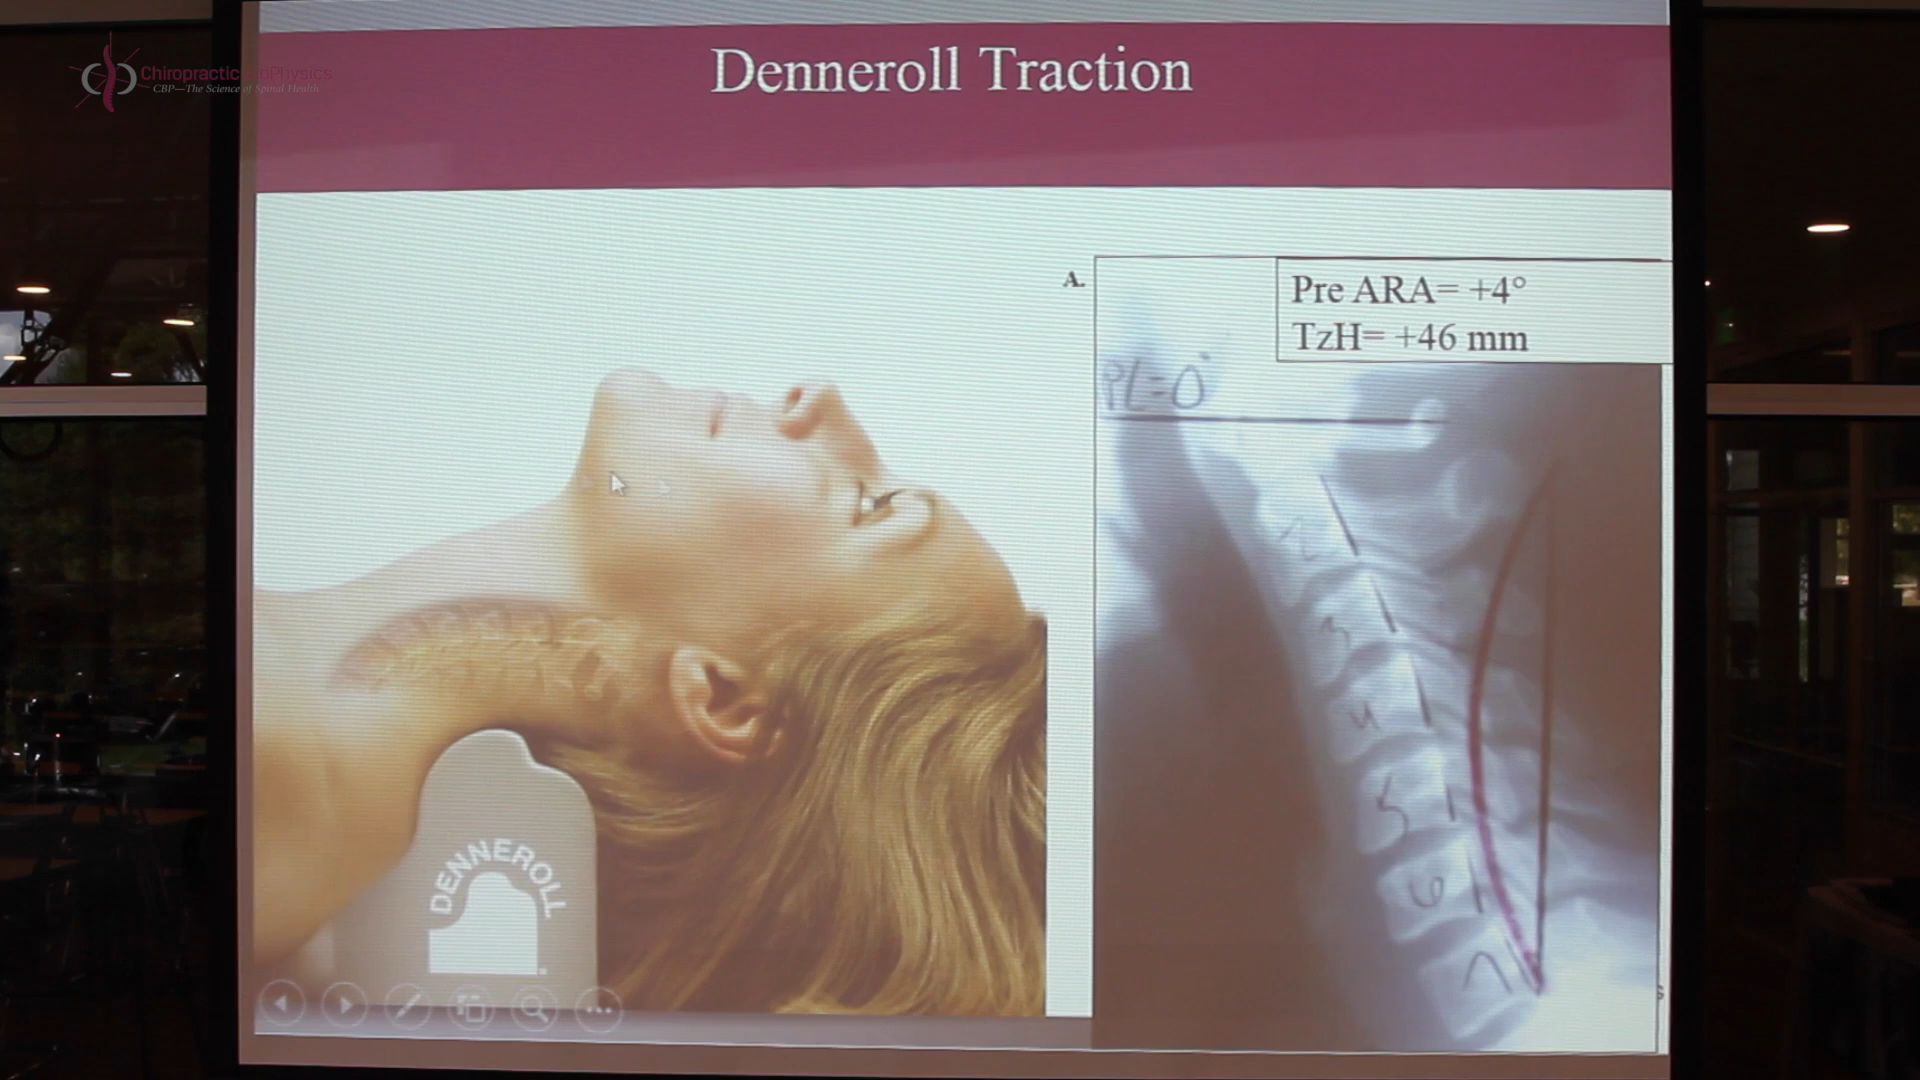 Chiropractic BioPhysics
CBP—The Science of Spinal Health
Denneroll Traction
A.
Pre ARA= +4°
TzH= +46 mm
PL=0°
2
3
4
5
6
7
DENNEROLL